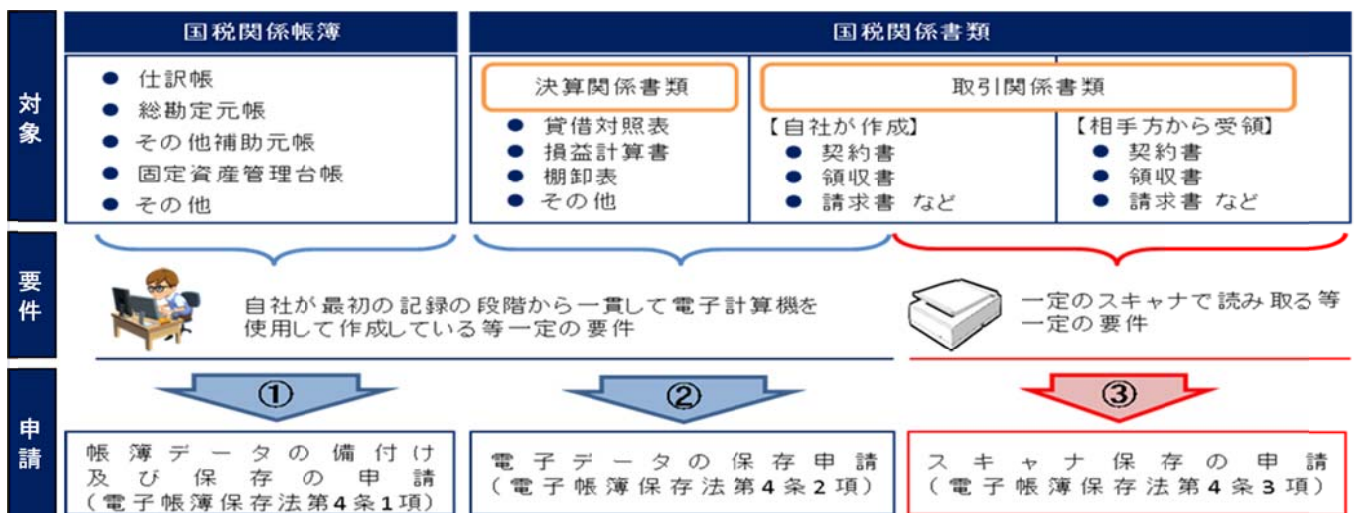 国税関係帳簿
国税関係書類
対象
● 仕訳帳
● 総勘定元帳
● その他補助元帳
● 固定資産管理台帳
● その他
決算関係書類
● 貸借対照表
● 損益計算書
● 棚卸表
● その他
取引関係書類
【自社が作成】
● 契約書
● 領収書
● 請求書 など
【相手方から受領】
● 契約書
● 領収書
● 請求書 など
要件
自社が最初の記録の段階から一貫して電子計算機を
使用して作成している等一定の要件
一定のスキャナで読み取る等
一定の要件
申請
①
帳簿データの備付け
及び保存の申請
(電子帳簿保存法第4条1項)
②
電子データの保存申請
(電子帳簿保存法第4条2項)
③
スキャナ保存の申請
(電子帳簿保存法第4条3項)